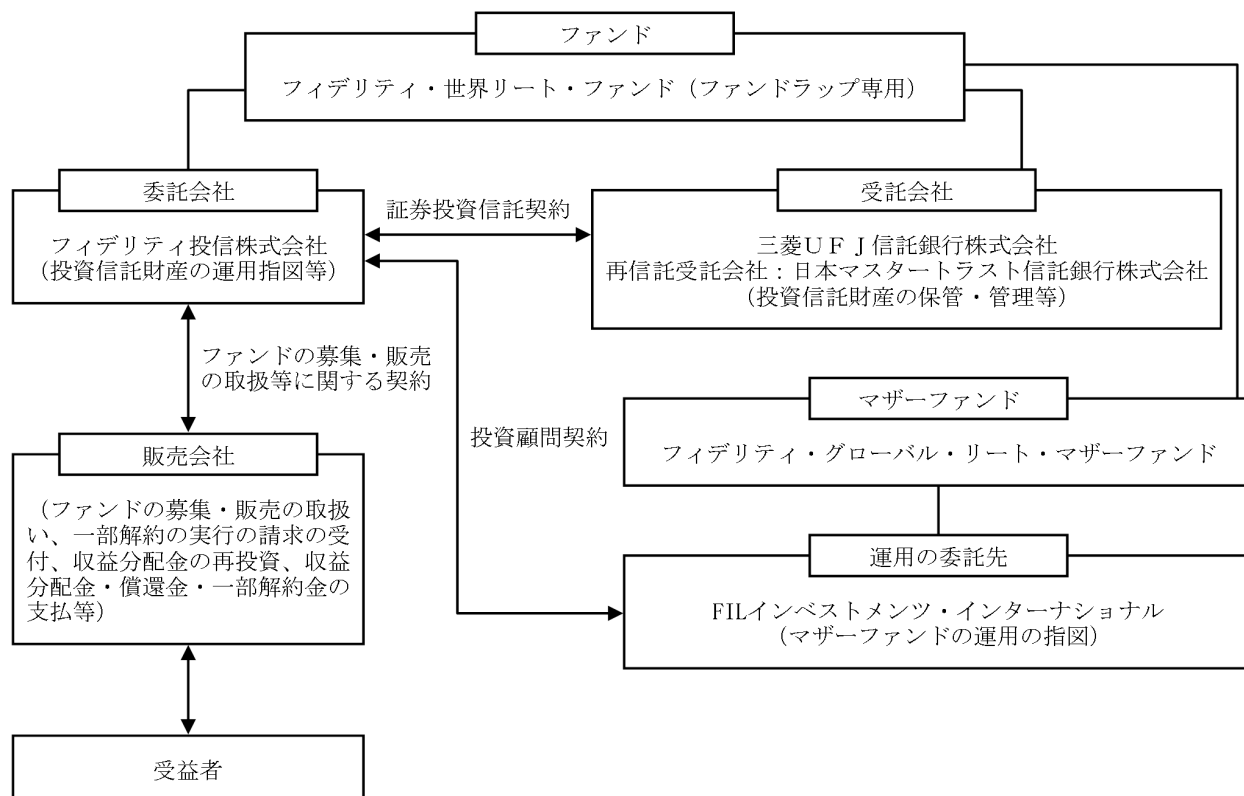 ファンド
フィデリティ・世界リート・ファンド（ファンドラップ専用）
委託会社
フィデリティ投信株式会社
（投資信託財産の運用指図等）
証券投資信託契約
受託会社
三菱ＵＦＪ信託銀行株式会社
再信託受託会社：日本マスタートラスト信託銀行株式会社
（投資信託財産の保管・管理等）
ファンドの募集・販売
の取扱等に関する契約
投資顧問契約
マザーファンド
フィデリティ・グローバル・リート・マザーファンド
販売会社
（ファンドの募集・販売の取扱
い、一部解約の実行の請求の受
付、収益分配金の再投資、収益
分配金・償還金・一部解約金の
支払等）
運用の委託先
FILインベストメンツ・インターナショナル
（マザーファンドの運用の指図）
受益者